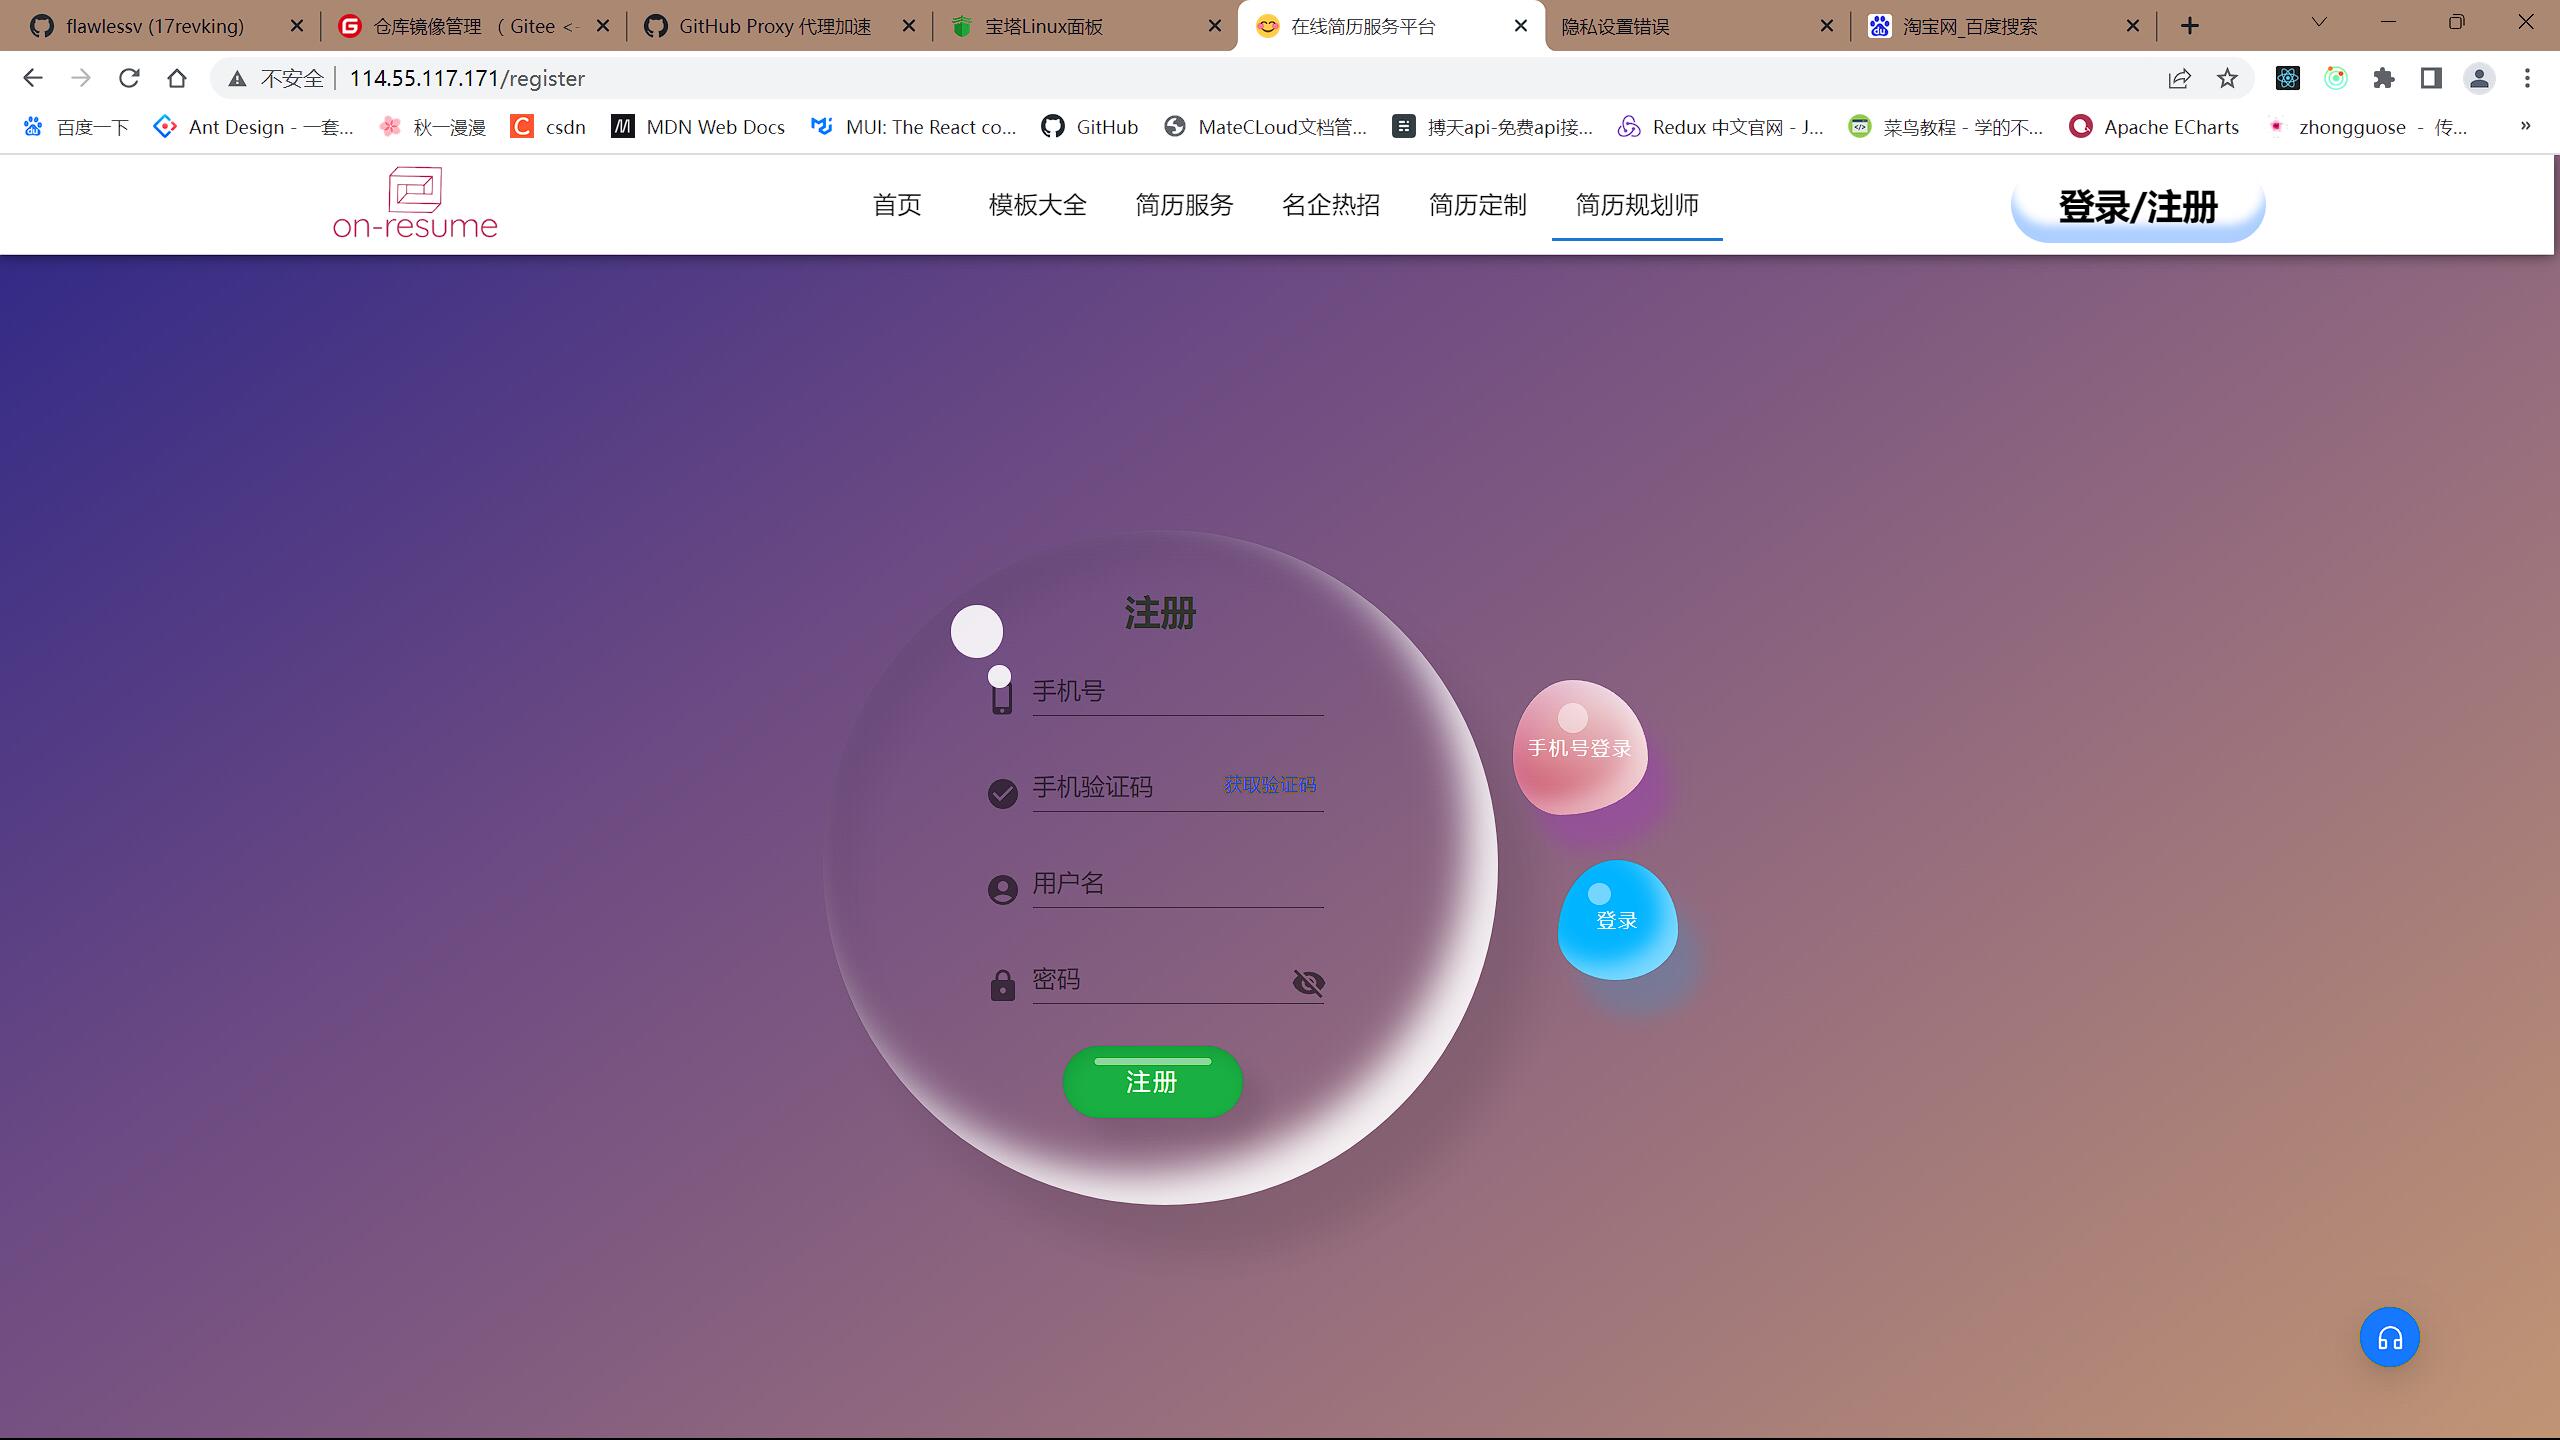 flawlessv (17revking)
仓库镜像管理 （ Gitee <-
GitHub Proxy 代理加速
宝塔Linux面板
在线简历服务平台
隐私设置错误
淘宝网_百度搜索
不安全 114.55.117.171/register
百度一下
Ant Design - 一套...
秋一漫漫
csdn
MDN Web Docs
MUI: The React co...
GitHub
MateCLoud文档管...
搏天api-免费api接...
Redux 中文官网 - J...
菜鸟教程 - 学的不...
Apache ECharts
zhongguose - 传...
on-resume
首页
模板大全
简历服务
名企热招
简历定制
简历规划师
登录/注册
注册
手机号
手机验证码 获取验证码
用户名
密码
注册
手机号登录
登录